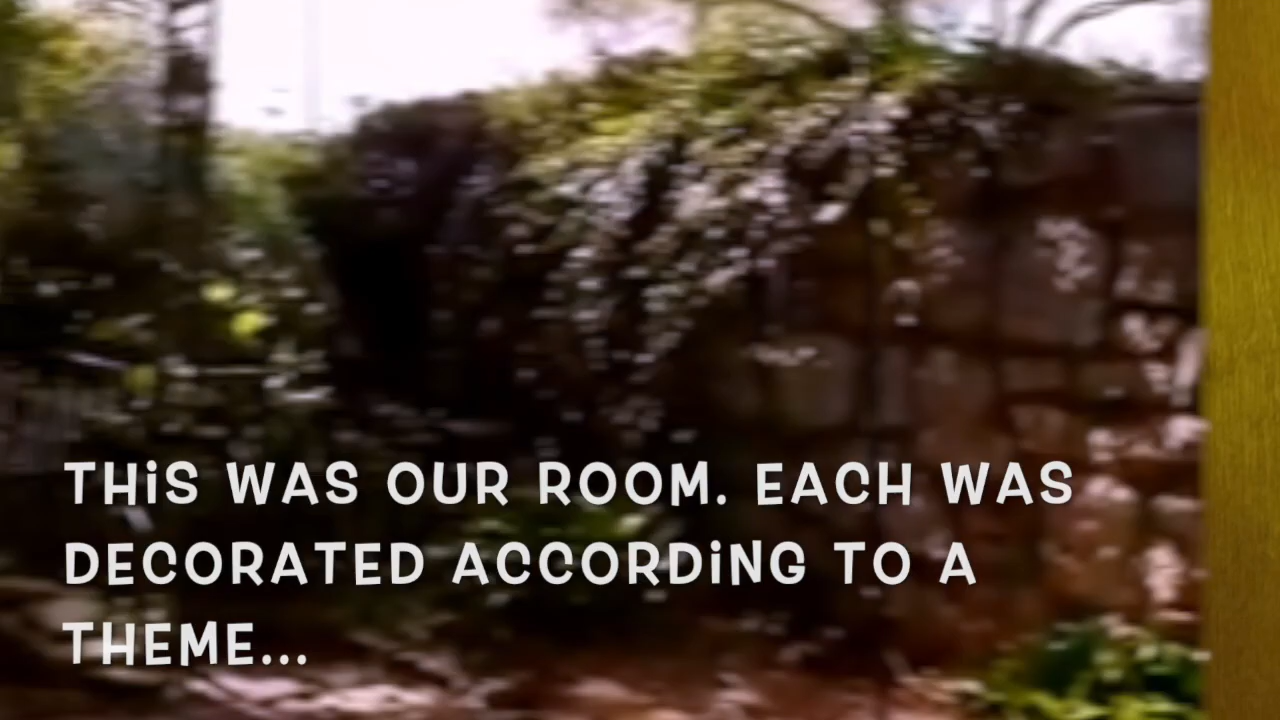 THiS WAS OUR ROOM. EACH WAS
DECORATED ACCORDiNG TO A
THEME...